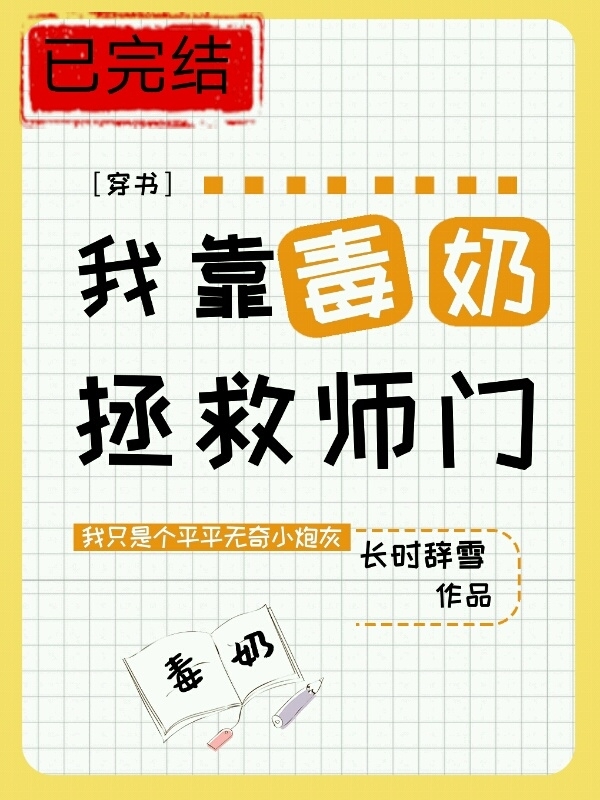 已完结
[穿书]
我靠毒奶
拯救师门
我只是个平平无奇小炮灰
长时辞雪
作品
毒奶